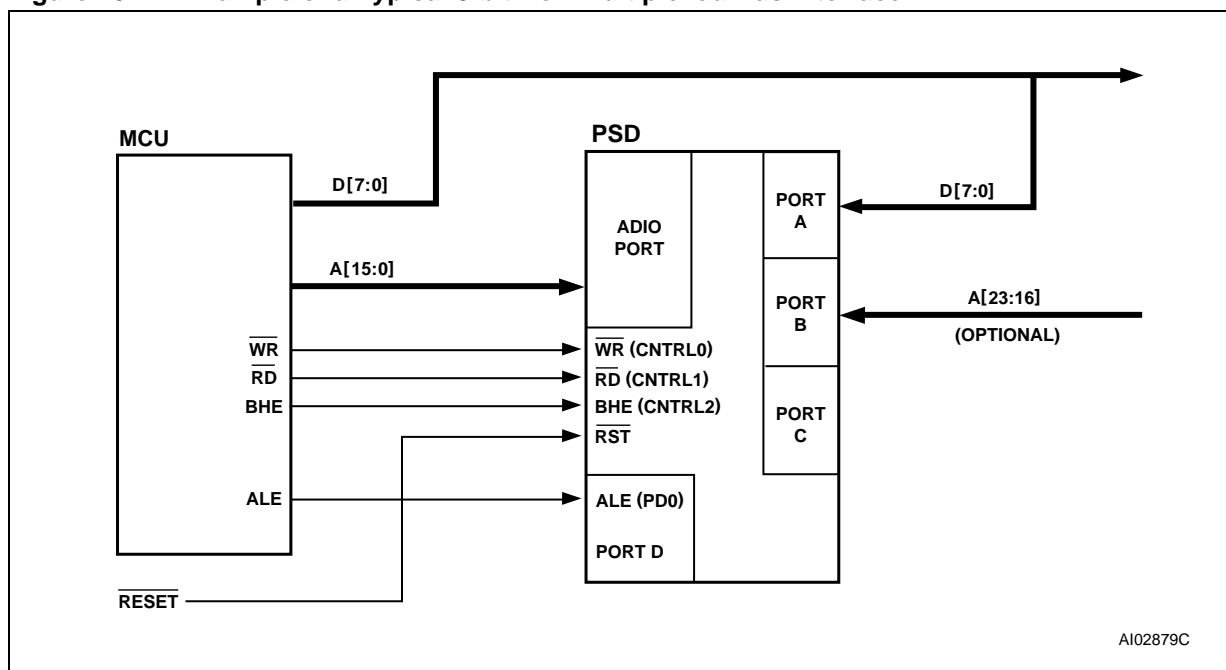 MCU
PSD
D[7:0]
D[7:0]
PORT
A
ADIO
PORT
A[15:0]
A[23:16]
PORT
B
(OPTIONAL)
WR
WR (CNTRL0)
RD
RD (CNTRL1)
BHE
BHE (CNTRL2)
PORT
C
RST
ALE
ALE (PD0)
PORT D
RESET
AI02879C